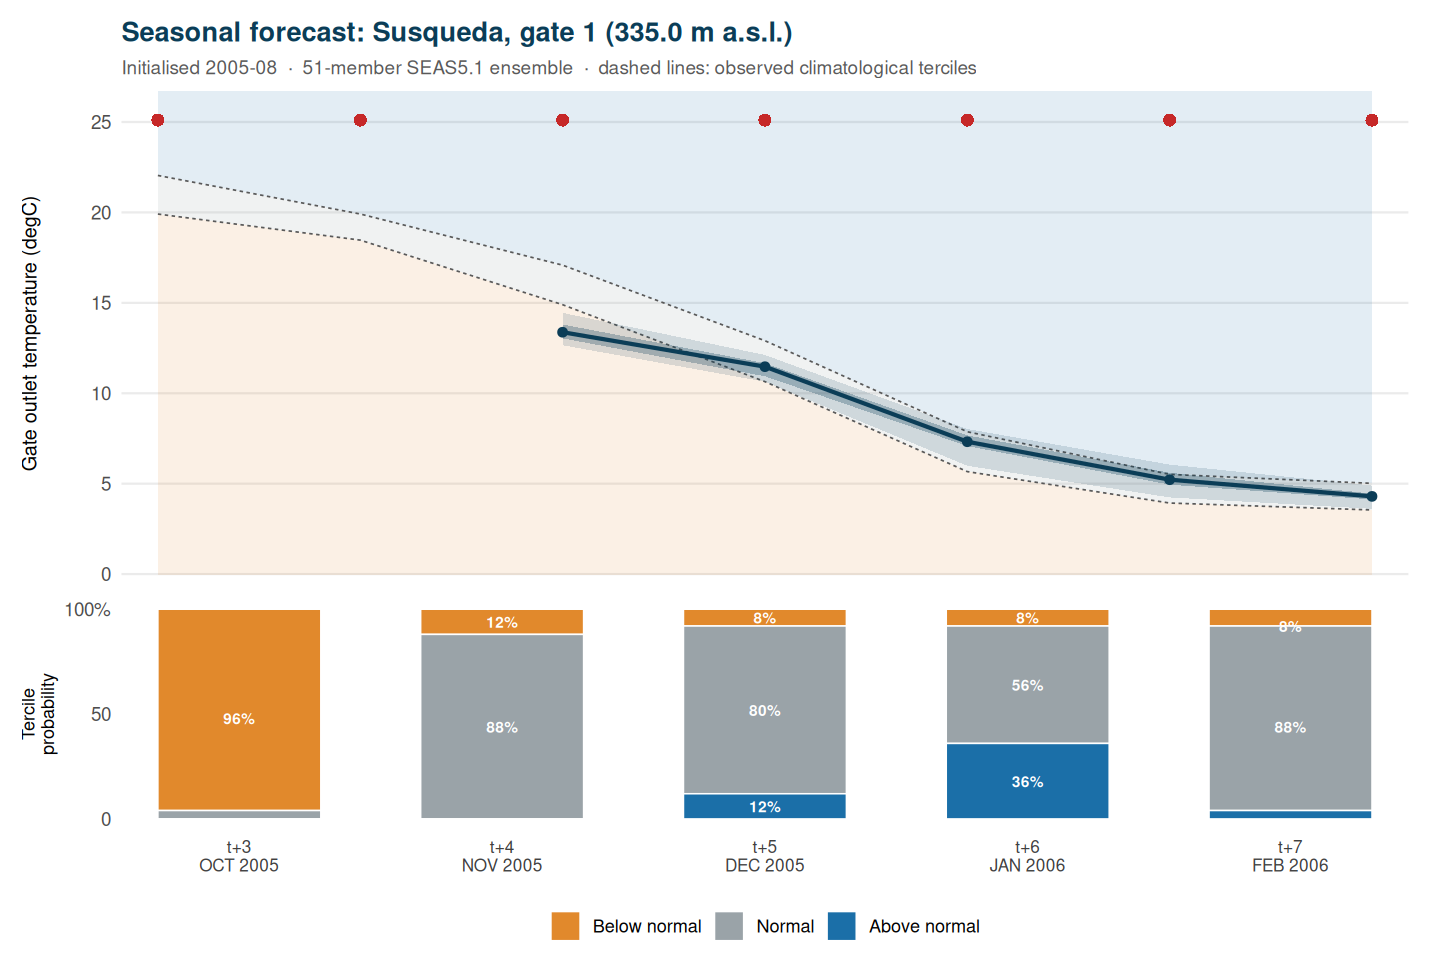 Seasonal forecast: Susqueda, gate 1 (335.0 m a.s.l.)
Initialised 2005-08 · 51-member SEAS5.1 ensemble · dashed lines: observed climatological terciles
Gate outlet temperature (degC)
25
20
15
10
5
0
Tercile
probability
100%
50
0
96%
12%
88%
8%
80%
12%
8%
56%
36%
8%
88%
t+3
OCT 2005
t+4
NOV 2005
t+5
DEC 2005
t+6
JAN 2006
t+7
FEB 2006
Below normal
Normal
Above normal